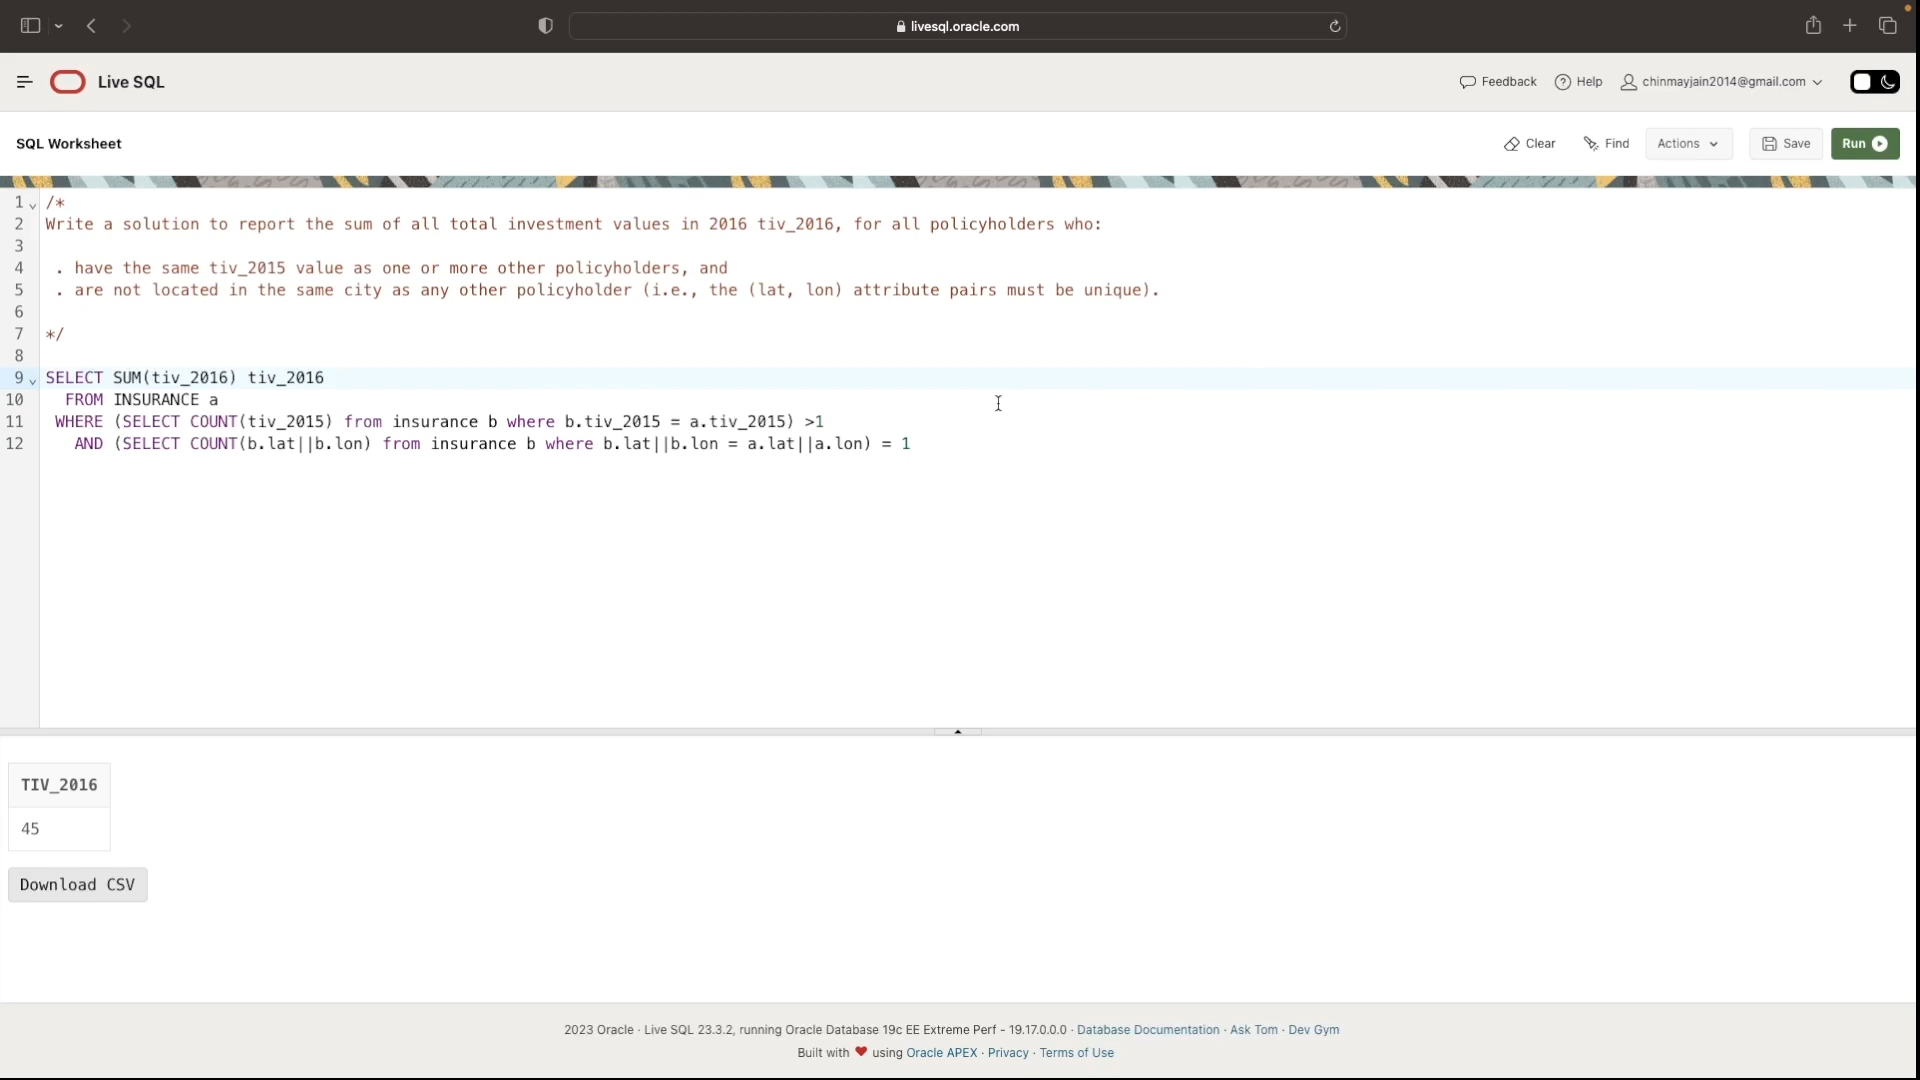 livesql.oracle.com
Live SQL
Feedback
Help
chinmayjain2014@gmail.com
SQL Worksheet
Clear
Find
Actions
Save
Run
1 /*
2 Write a solution to report the sum of all total investment values in 2016 tiv_2016, for all policyholders who:
3
4 . have the same tiv_2015 value as one or more other policyholders, and
5 . are not located in the same city as any other policyholder (i.e., the (lat, lon) attribute pairs must be unique).
6
7 */
8
9 SELECT SUM(tiv_2016) tiv_2016
10 FROM INSURANCE a
11 WHERE (SELECT COUNT(tiv_2015) from insurance b where b.tiv_2015 = a.tiv_2015) >1
12 AND (SELECT COUNT(b.lat||b.lon) from insurance b where b.lat||b.lon = a.lat||a.lon) = 1
TIV_2016
45
Download CSV
2023 Oracle · Live SQL 23.3.2, running Oracle Database 19c EE Extreme Perf - 19.17.0.0.0 · Database Documentation · Ask Tom · Dev Gym
Built with ❤ using Oracle APEX · Privacy · Terms of Use